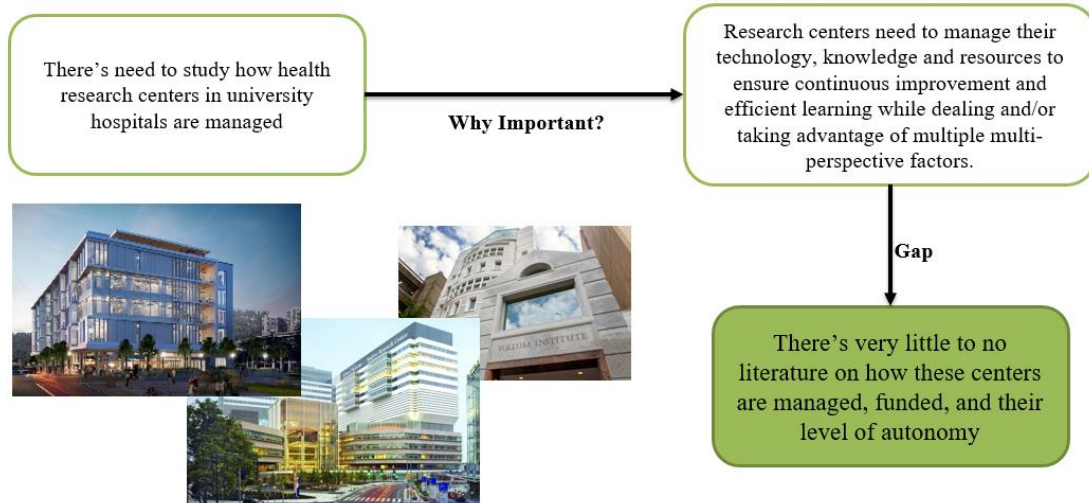 There's need to study how health
research centers in university
hospitals are managed
Why Important?
Research centers need to manage their
technology, knowledge and resources to
ensure continuous improvement and
efficient learning while dealing and/or
taking advantage of multiple multi-
perspective factors.
Gap
There's very little to no
literature on how these centers
are managed, funded, and their
level of autonomy
VOLLUM INSTITUTE